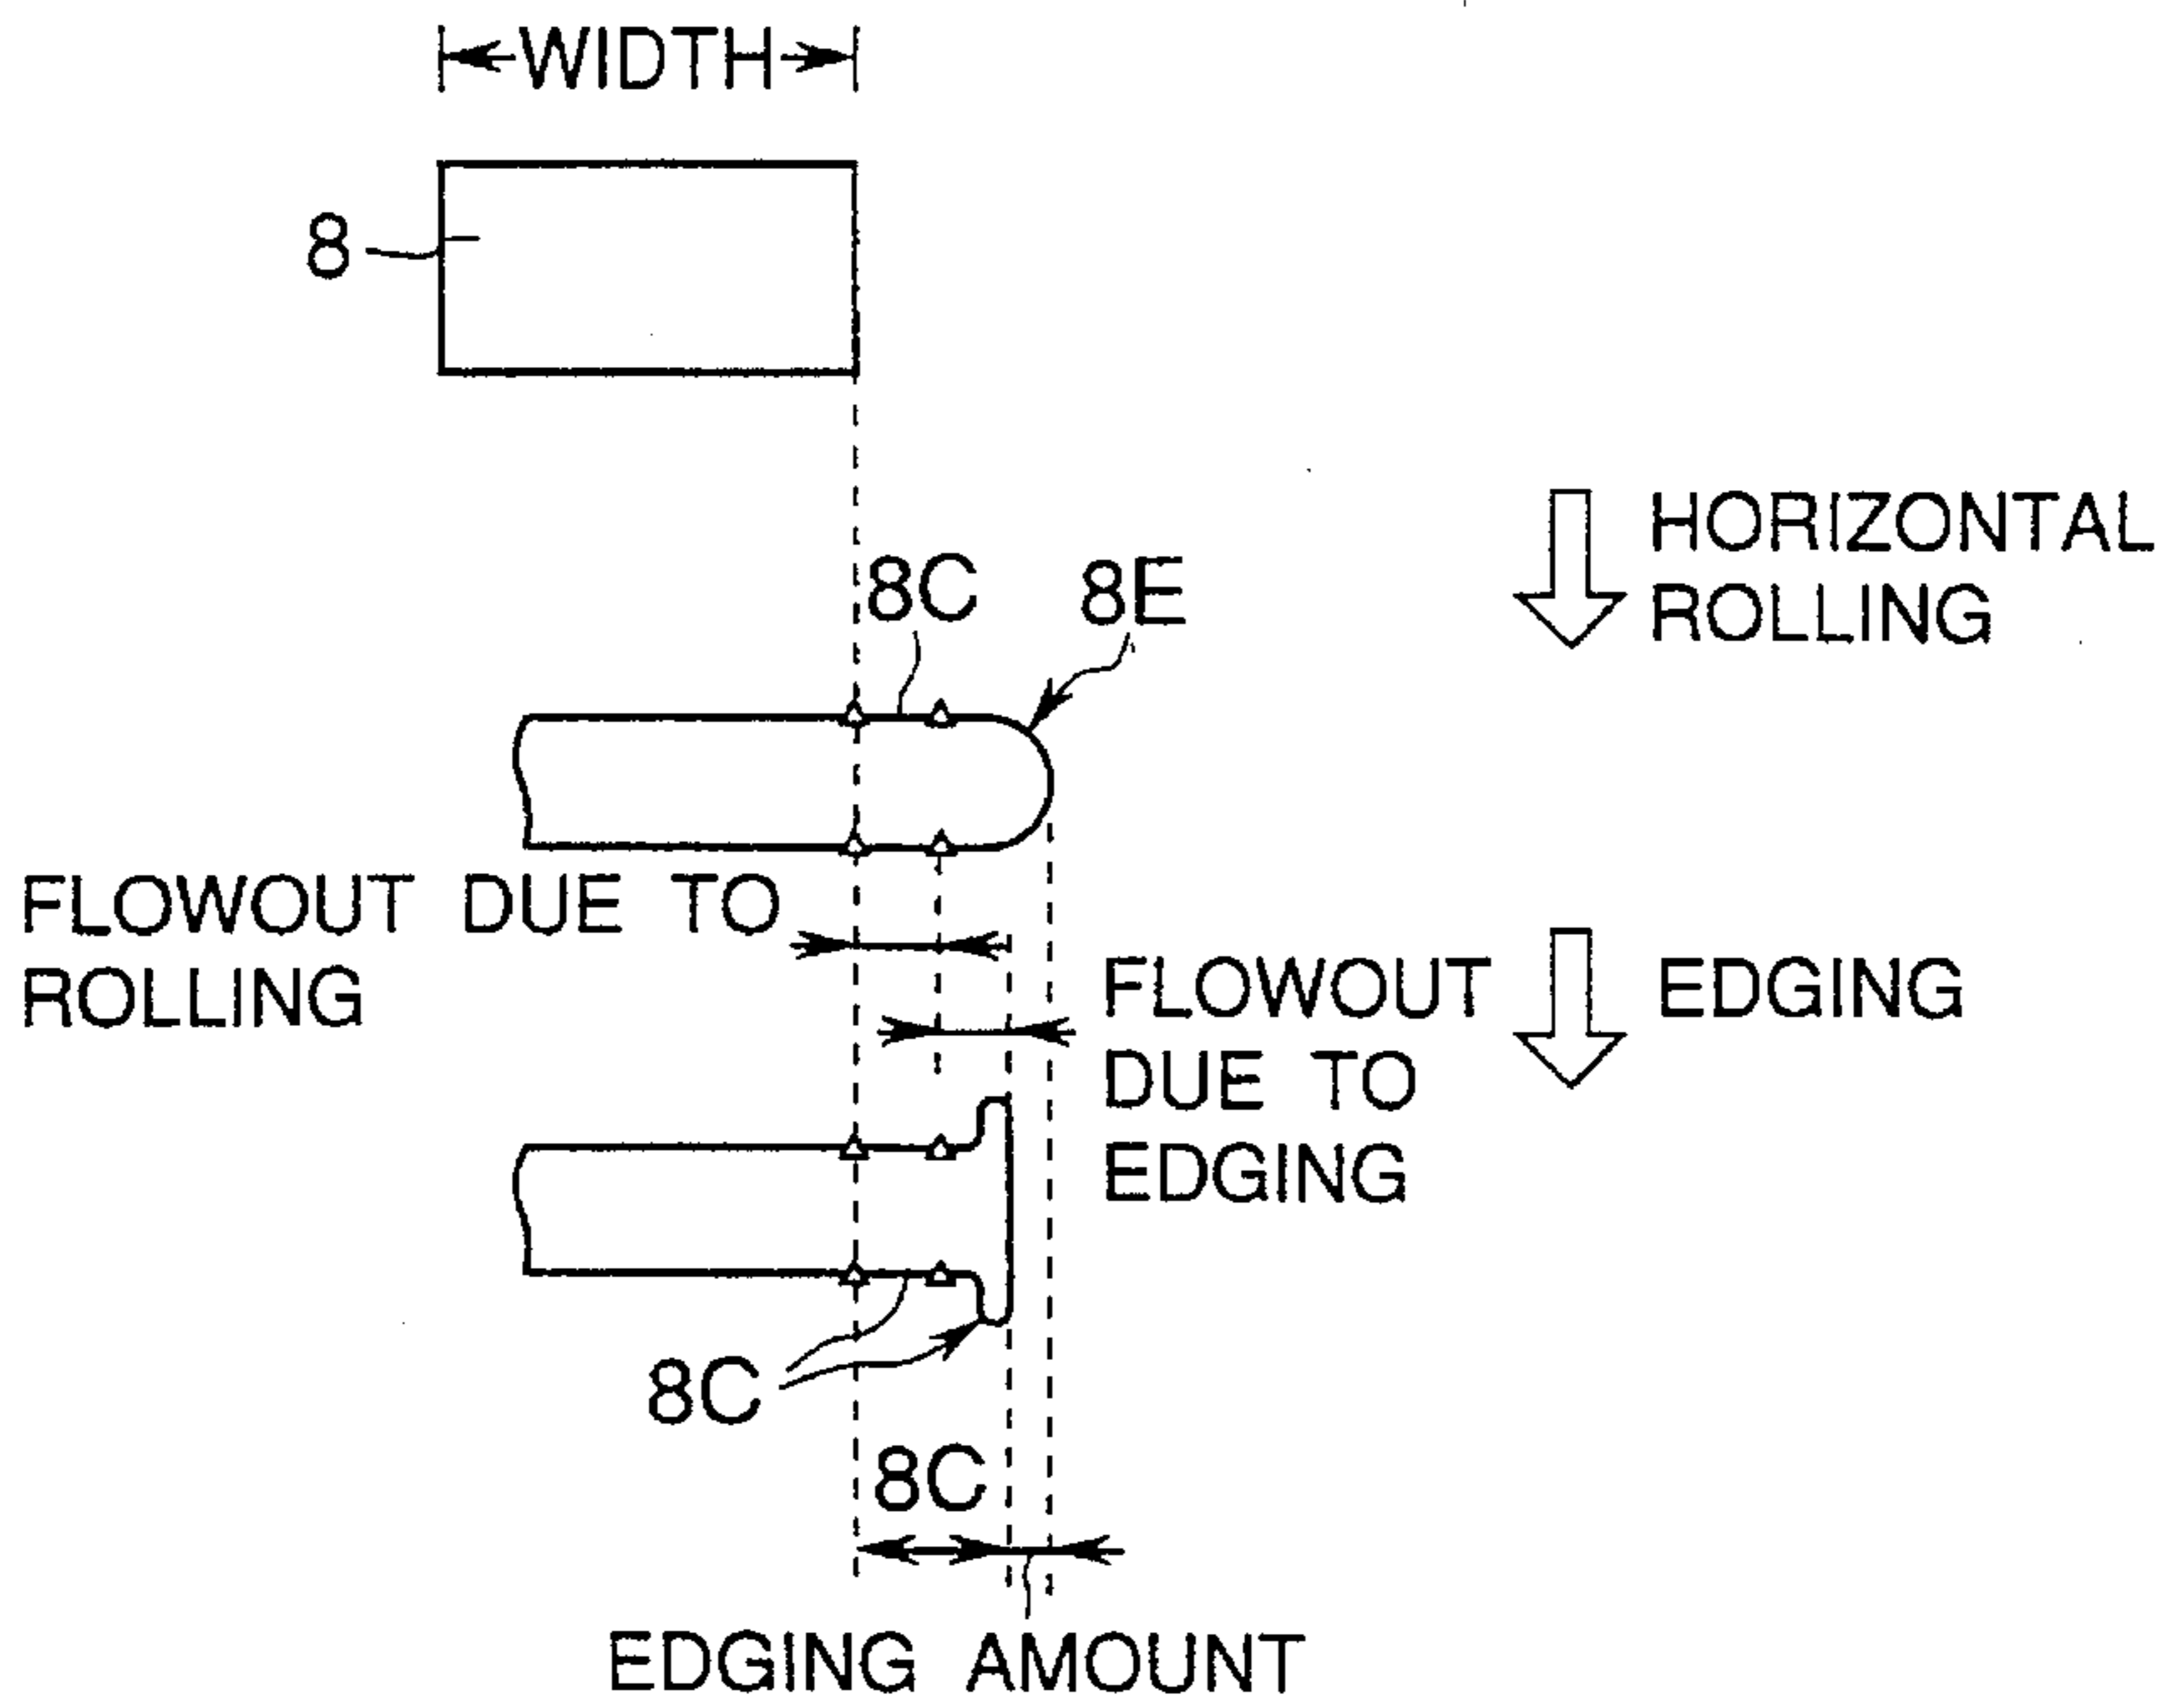 WIDTH
8
8C
8E
HORIZONTAL
ROLLING
FLOWOUT DUE TO
ROLLING
FLOWOUT
DUE TO
EDGING
EDGING
8C
8C
EDGING AMOUNT